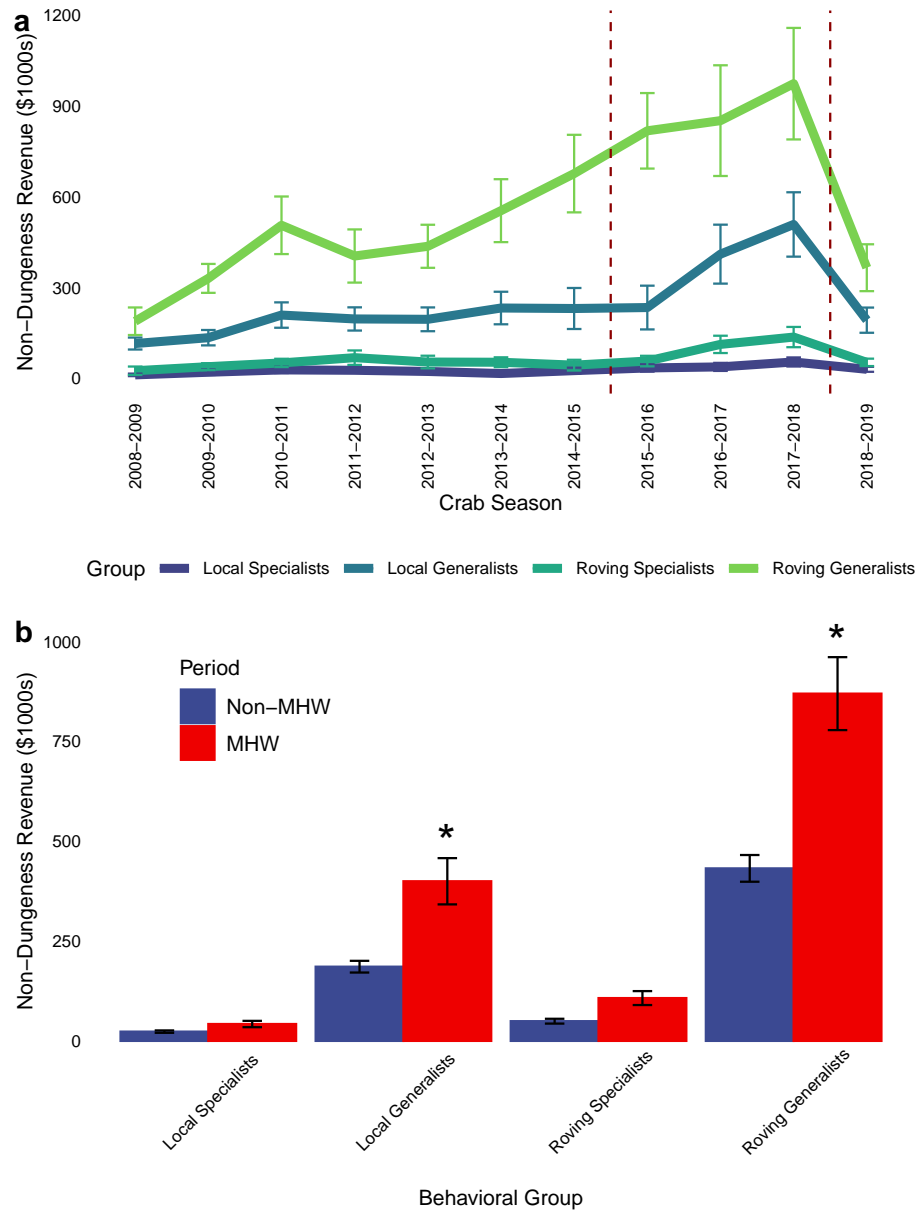 a
Non−Dungeness Revenue ($1000s)
1200
900
600
300
0
2008−2009
2009−2010
2010−2011
2011−2012
2012−2013
2013−2014
2014−2015
2015−2016
2016−2017
2017−2018
2018−2019
Crab Season
Group Local Specialists Local Generalists Roving Specialists Roving Generalists
b
Non−Dungeness Revenue ($1000s)
1000
750
500
250
0
Period
Non−MHW
MHW
*
*
Local Specialists
Local Generalists
Roving Specialists
Roving Generalists
Behavioral Group